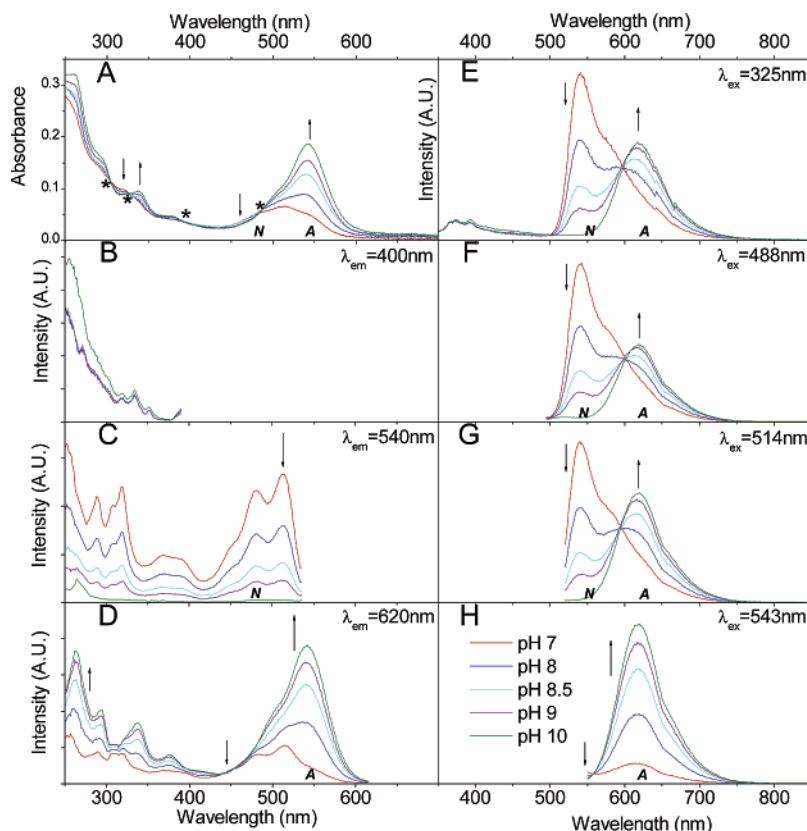 Wavelength (nm)
300 400 500 600
Wavelength (nm)
500 600 700 800
A
Absorbance
0.3
0.2
0.1
0.0
*
*
*
*
N A
E
λex=325nm
Intensity (A.U.)
N A
B
λem=400nm
Intensity (A.U.)
F
λex=488nm
Intensity (A.U.)
N A
C
λem=540nm
Intensity (A.U.)
N
G
λex=514nm
Intensity (A.U.)
N A
D
λem=620nm
Intensity (A.U.)
A
H
λex=543nm
Intensity (A.U.)
pH 7
pH 8
pH 8.5
pH 9
pH 10
A
300 400 500 600
Wavelength (nm)
500 600 700 800
Wavelength (nm)